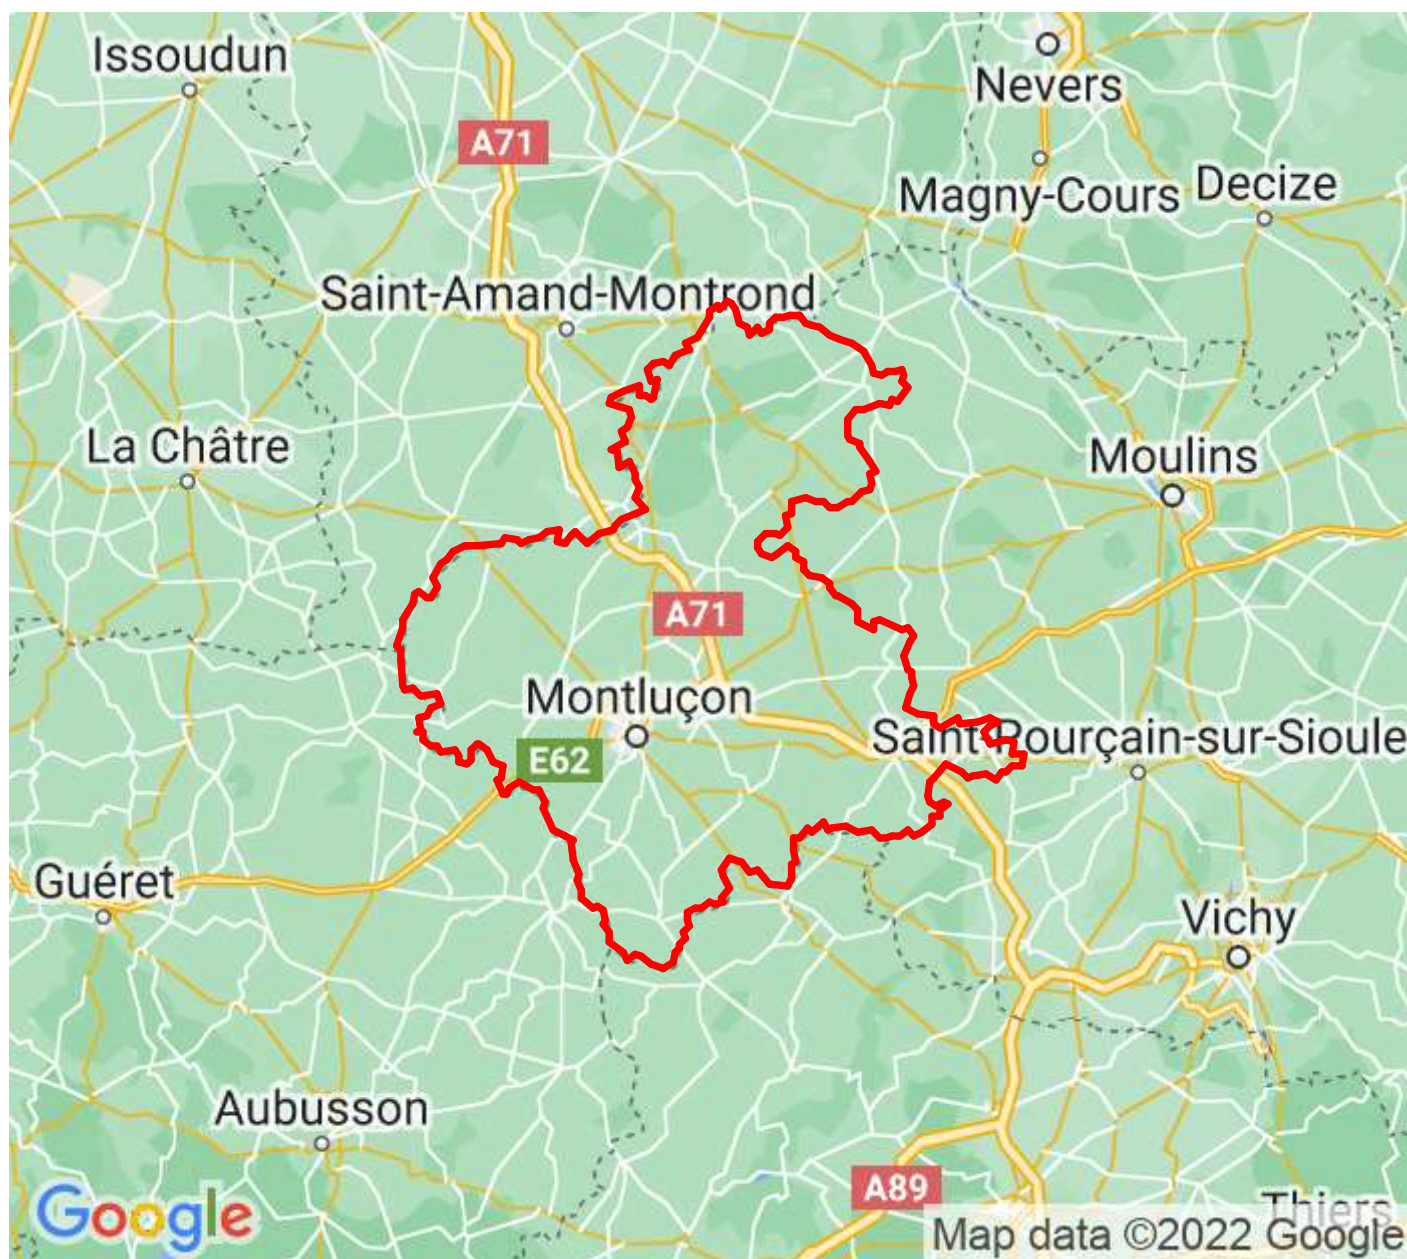 Issoudun
Nevers
A71
Magny-Cours
Decize
Saint-Amand-Montrond
La Châtre
Moulins
A71
Montluçon
Saint-Pourçain-sur-Sioule
E62
Guéret
Vichy
Aubusson
A89
Thiers
Google
Map data ©2022 Google